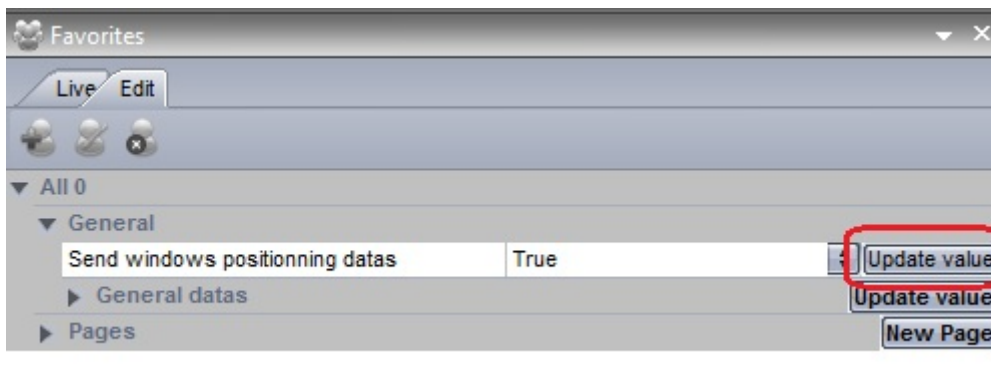 Favorites
Live Edit
All 0
General
Send windows positionning datas True Update value
General datas Update value
Pages New Page